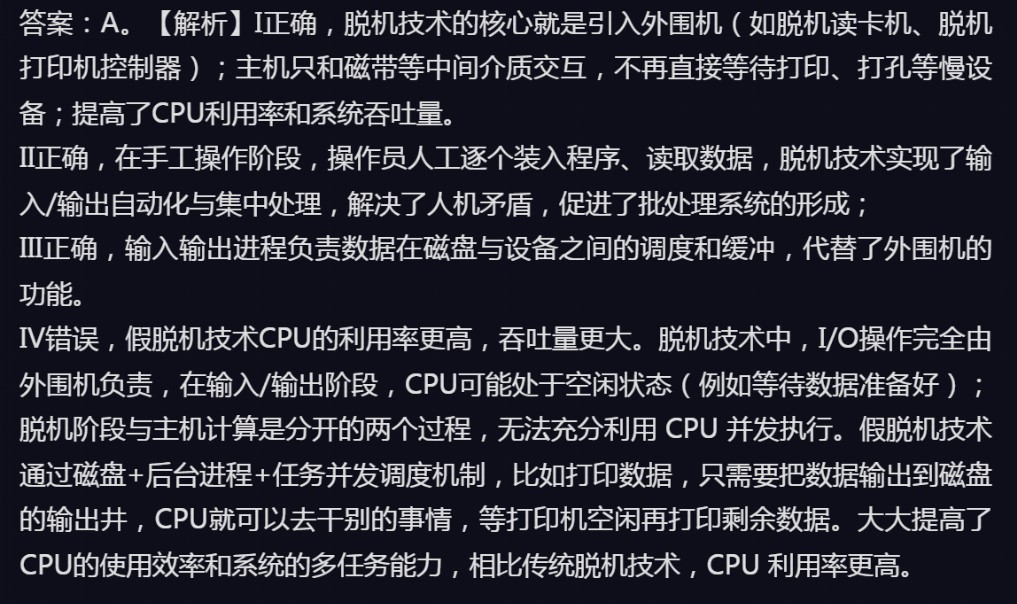 答案：A。【解析】I正确，脱机技术的核心就是引入外围机（如脱机读卡机、脱机
打印机控制器）；主机只和磁带等中间介质交互，不再直接等待打印、打孔等慢设
备；提高了CPU利用率和系统吞吐量。
II正确，在手工操作阶段，操作员人工逐个装入程序、读取数据，脱机技术实现了输
入/输出自动化与集中处理，解决了人机矛盾，促进了批处理系统的形成；
III正确，输入输出进程负责数据在磁盘与设备之间的调度和缓冲，代替了外围机的
功能。
IV错误，假脱机技术CPU的利用率更高，吞吐量更大。脱机技术中，I/O操作完全由
外围机负责，在输入/输出阶段，CPU可能处于空闲状态（例如等待数据准备好）；
脱机阶段与主机计算是分开的两个过程，无法充分利用 CPU 并发执行。假脱机技术
通过磁盘+后台进程+任务并发调度机制，比如打印数据，只需要把数据输出到磁盘
的输出井，CPU就可以去干别的事情，等打印机空闲再打印剩余数据。大大提高了
CPU的使用效率和系统的多任务能力，相比传统脱机技术，CPU 利用率更高。